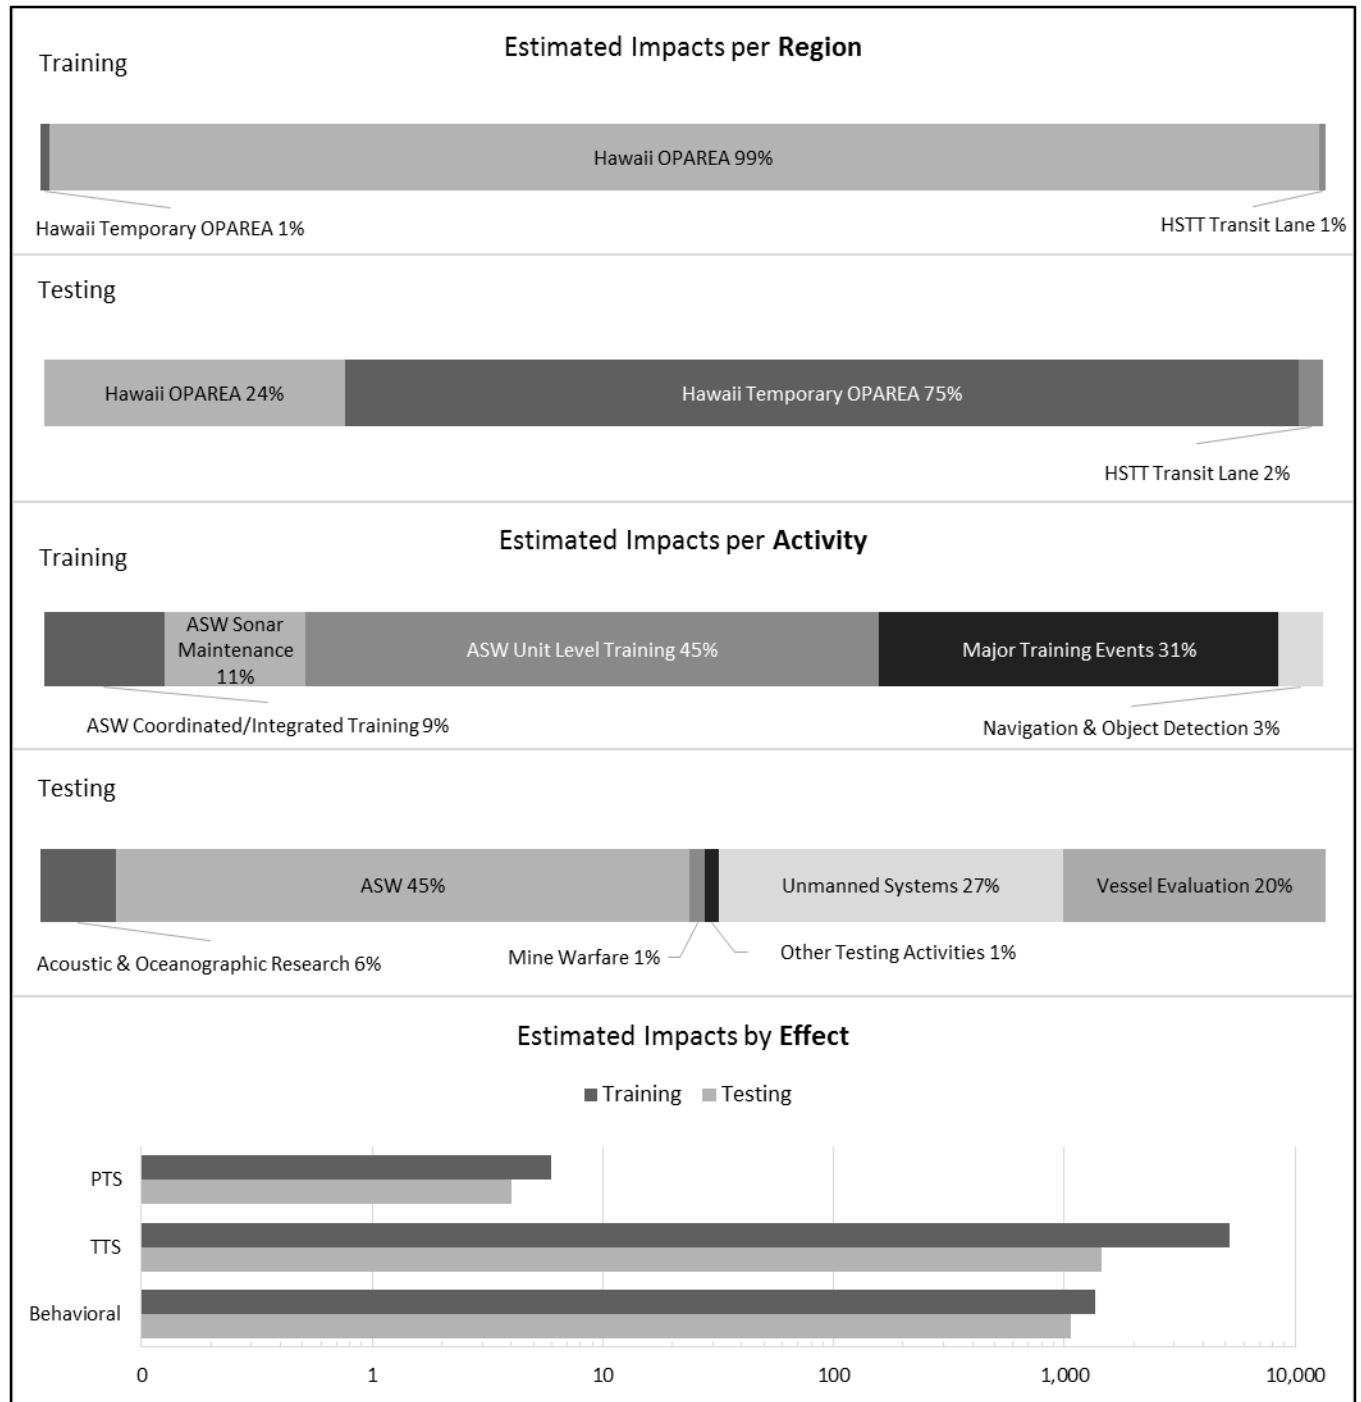 Estimated Impacts per Region
Training
Hawaii OPAREA 99%
Hawaii Temporary OPAREA 1%
HSTT Transit Lane 1%
Testing
Hawaii OPAREA 24%
Hawaii Temporary OPAREA 75%
HSTT Transit Lane 2%
Estimated Impacts per Activity
Training
ASW Sonar
Maintenance
11%
ASW Unit Level Training 45%
Major Training Events 31%
ASW Coordinated/Integrated Training 9%
Navigation & Object Detection 3%
Testing
ASW 45%
Unmanned Systems 27%
Vessel Evaluation 20%
Acoustic & Oceanographic Research 6%
Mine Warfare 1%
Other Testing Activities 1%
Estimated Impacts by Effect
Training Testing
PTS
TTS
Behavioral
0 1 10 100 1,000 10,000